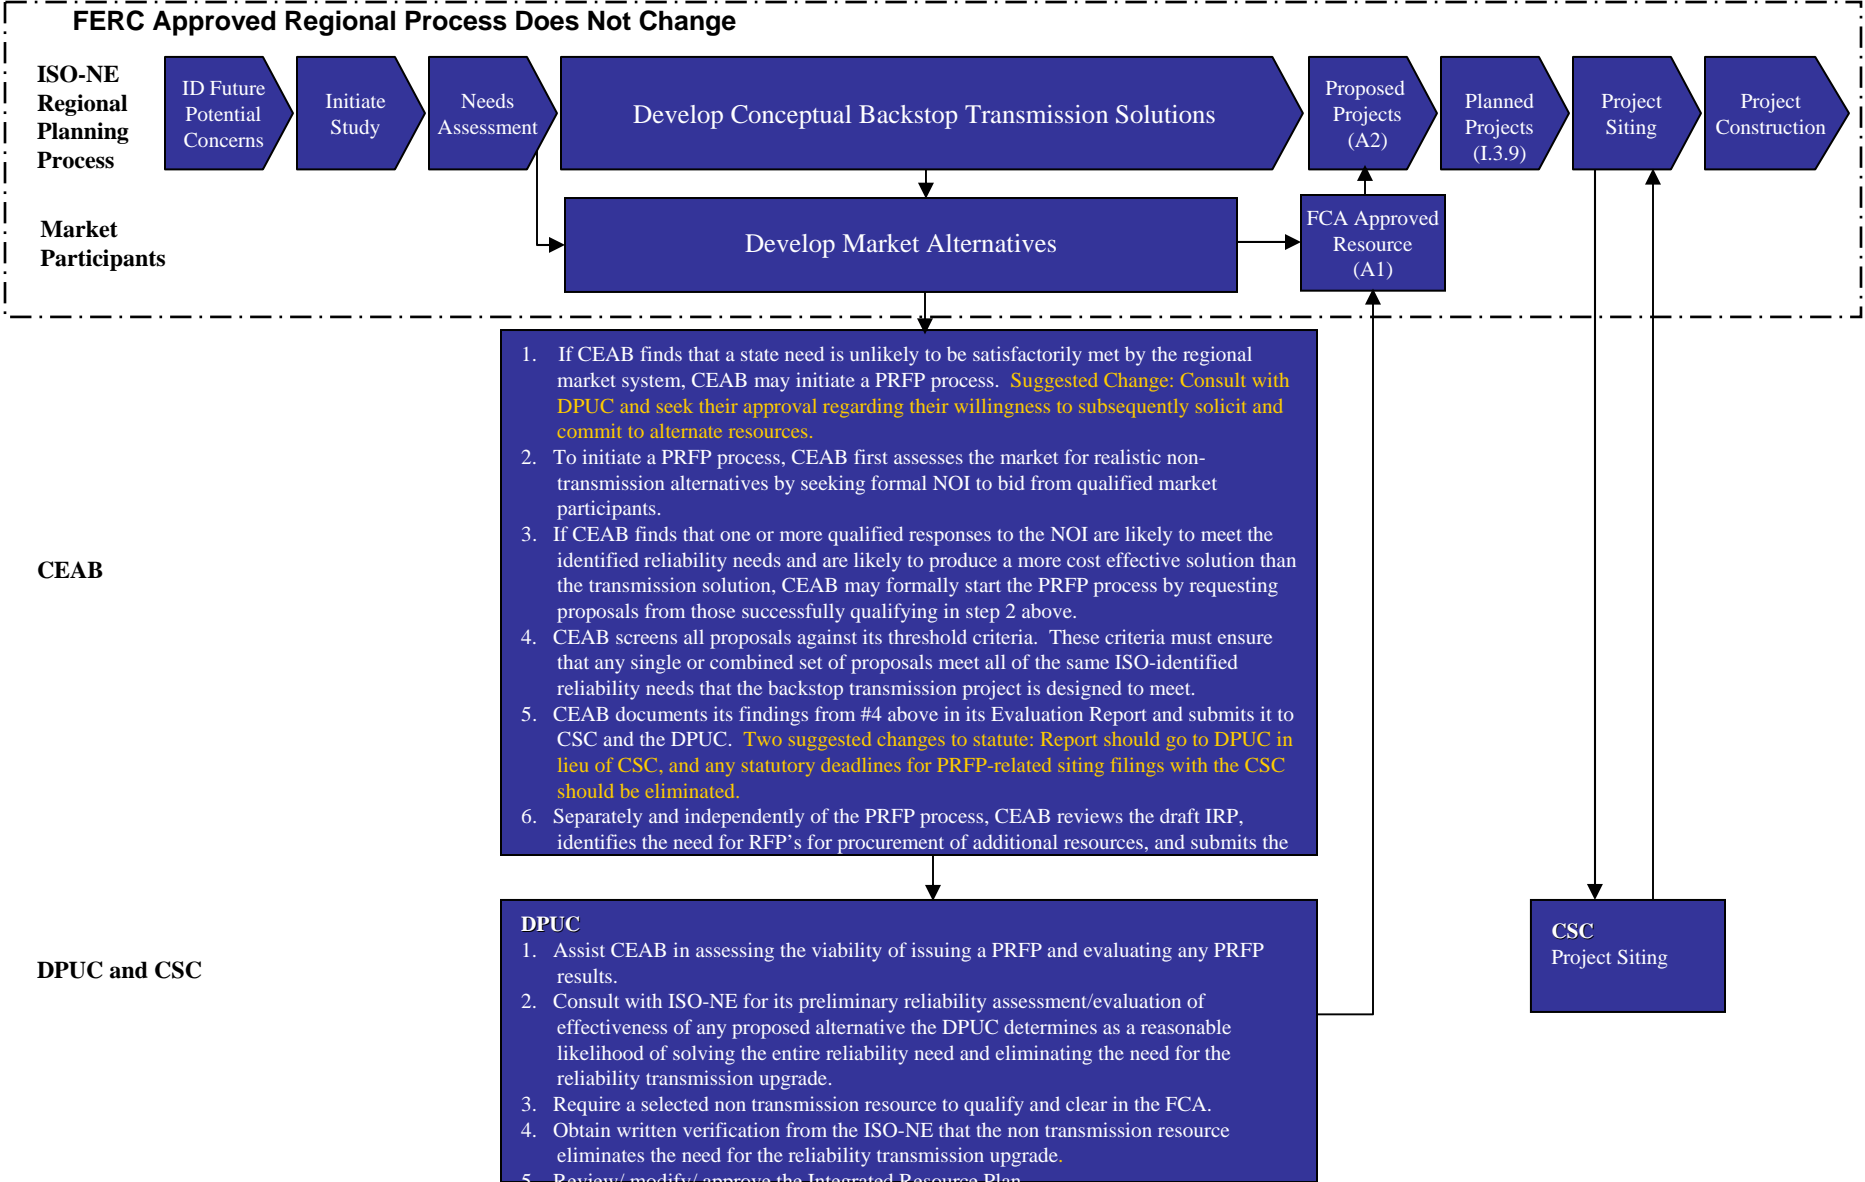 FERC Approved Regional Process Does Not Change
ISO-NE
Regional
Planning
Process
ID Future
Potential
Concerns
Initiate
Study
Needs
Assessment
Develop Conceptual Backstop Transmission Solutions
Proposed
Projects
(A2)
Planned
Projects
(I.3.9)
Project
Siting
Project
Construction
Market
Participants
Develop Market Alternatives
FCA Approved
Resource
(A1)
CEAB
1. If CEAB finds that a state need is unlikely to be satisfactorily met by the regional
market system, CEAB may initiate a PRFP process. Suggested Change: Consult with
DPUC and seek their approval regarding their willingness to subsequently solicit and
commit to alternate resources.
2. To initiate a PRFP process, CEAB first assesses the market for realistic non-
transmission alternatives by seeking formal NOI to bid from qualified market
participants.
3. If CEAB finds that one or more qualified responses to the NOI are likely to meet the
identified reliability needs and are likely to produce a more cost effective solution than
the transmission solution, CEAB may formally start the PRFP process by requesting
proposals from those successfully qualifying in step 2 above.
4. CEAB screens all proposals against its threshold criteria. These criteria must ensure
that any single or combined set of proposals meet all of the same ISO-identified
reliability needs that the backstop transmission project is designed to meet.
5. CEAB documents its findings from #4 above in its Evaluation Report and submits it to
CSC and the DPUC. Two suggested changes to statute: Report should go to DPUC in
lieu of CSC, and any statutory deadlines for PRFP-related siting filings with the CSC
should be eliminated.
6. Separately and independently of the PRFP process, CEAB reviews the draft IRP,
identifies the need for RFP's for procurement of additional resources, and submits the
DPUC and CSC
DPUC
1. Assist CEAB in assessing the viability of issuing a PRFP and evaluating any PRFP
results.
2. Consult with ISO-NE for its preliminary reliability assessment/evaluation of
effectiveness of any proposed alternative the DPUC determines as a reasonable
likelihood of solving the entire reliability need and eliminating the need for the
reliability transmission upgrade.
3. Require a selected non transmission resource to qualify and clear in the FCA.
4. Obtain written verification from the ISO-NE that the non transmission resource
eliminates the need for the reliability transmission upgrade.
5. Review/ modify/ approve the Integrated Resource Plan
CSC
Project Siting